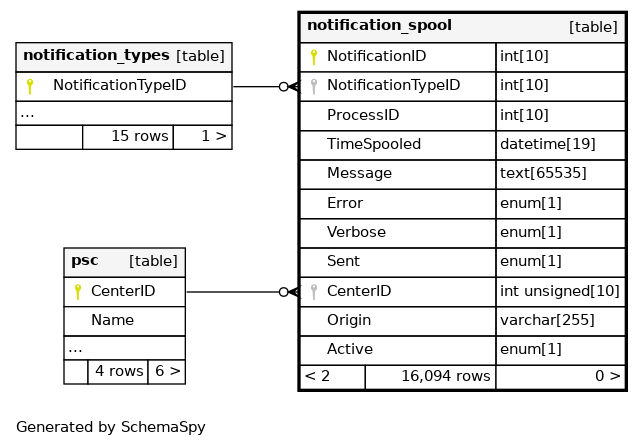 notification_types [table]
NotificationTypeID
...
15 rows 1 >
psc [table]
CenterID
Name
...
4 rows 6 >
notification_spool [table]
NotificationID int[10]
NotificationTypeID int[10]
ProcessID int[10]
TimeSpooled datetime[19]
Message text[65535]
Error enum[1]
Verbose enum[1]
Sent enum[1]
CenterID int unsigned[10]
Origin varchar[255]
Active enum[1]
< 2 16,094 rows 0 >
Generated by SchemaSpy